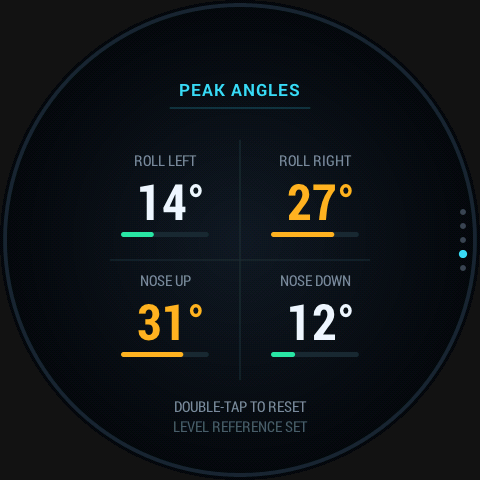 PEAK ANGLES
ROLL LEFT
14°
ROLL RIGHT
27°
NOSE UP
31°
NOSE DOWN
12°
DOUBLE-TAP TO RESET
LEVEL REFERENCE SET